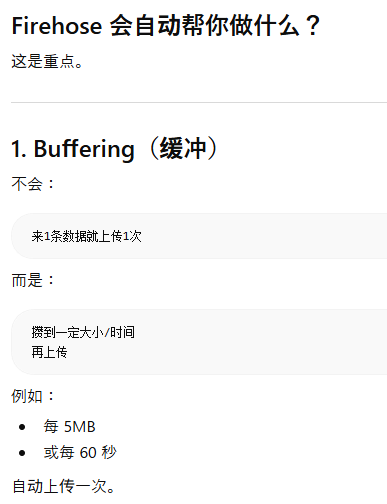 Firehose 会自动帮你做什么？
这是重点。
1. Buffering（缓冲）
不会：
来1条数据就上传1次
而是：
攒到一定大小/时间
再上传
例如：
• 每 5MB
• 或每 60 秒
自动上传一次。